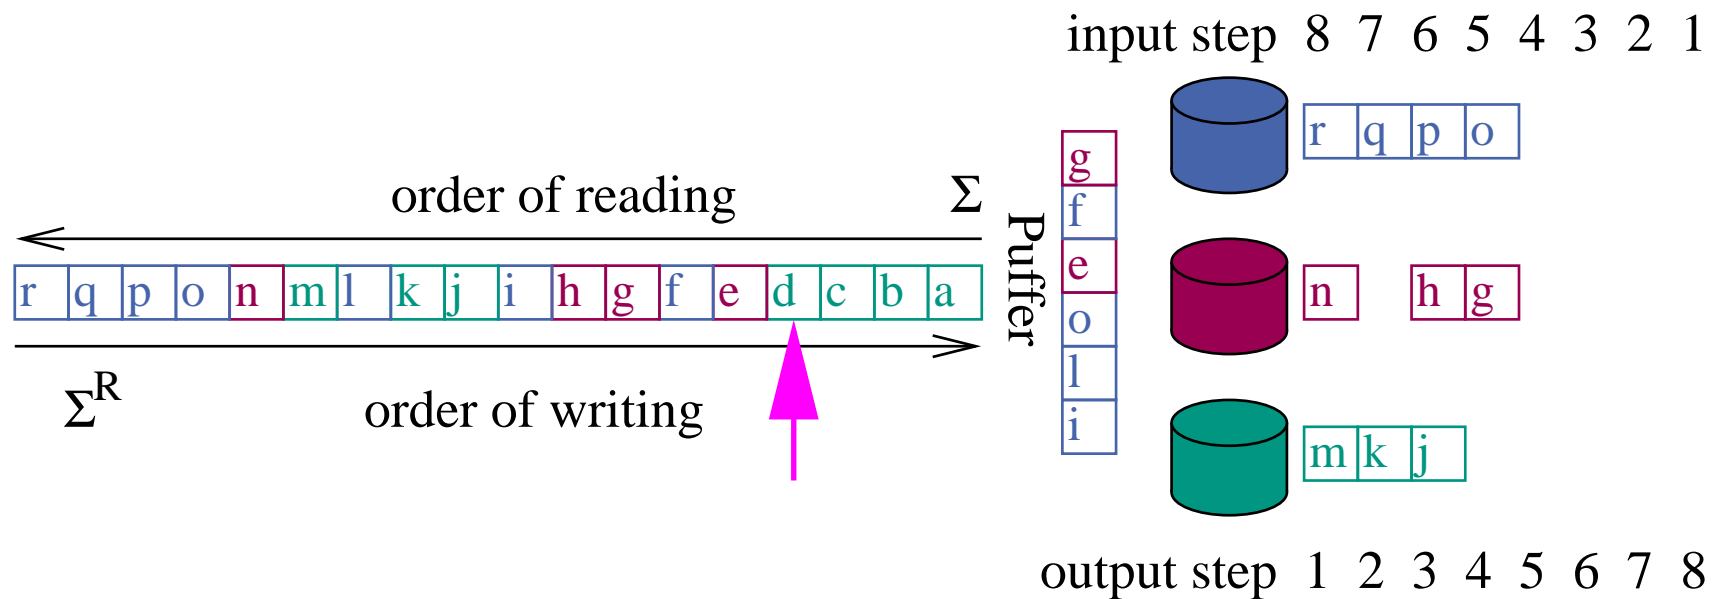 input step 8 7 6 5 4 3 2 1
r q p o
order of reading Σ
r q p o n m l k j i h g f e d c b a
Σ^R order of writing
Puffer
g
f
e
o
l
i
n h g
m k j
output step 1 2 3 4 5 6 7 8